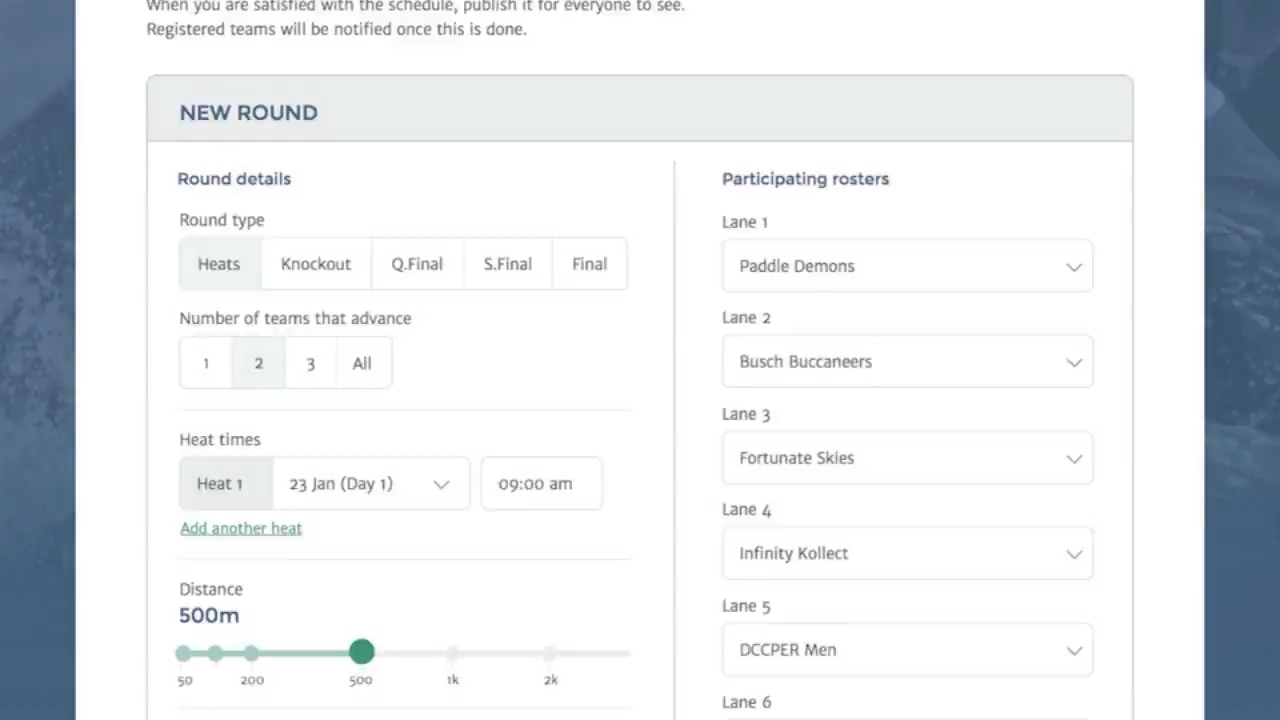 When you are satisfied with the schedule, publish it for everyone to see.
Registered teams will be notified once this is done.
NEW ROUND
Round details
Round type
Heats Knockout Q.Final S.Final Final
Number of teams that advance
1 2 3 All
Heat times
Heat 1 23 Jan (Day 1) 09:00 am
Add another heat
Distance
500m
50 200 500 1k 2k
Participating rosters
Lane 1
Paddle Demons
Lane 2
Busch Buccaneers
Lane 3
Fortunate Skies
Lane 4
Infinity Kollect
Lane 5
DCCPER Men
Lane 6